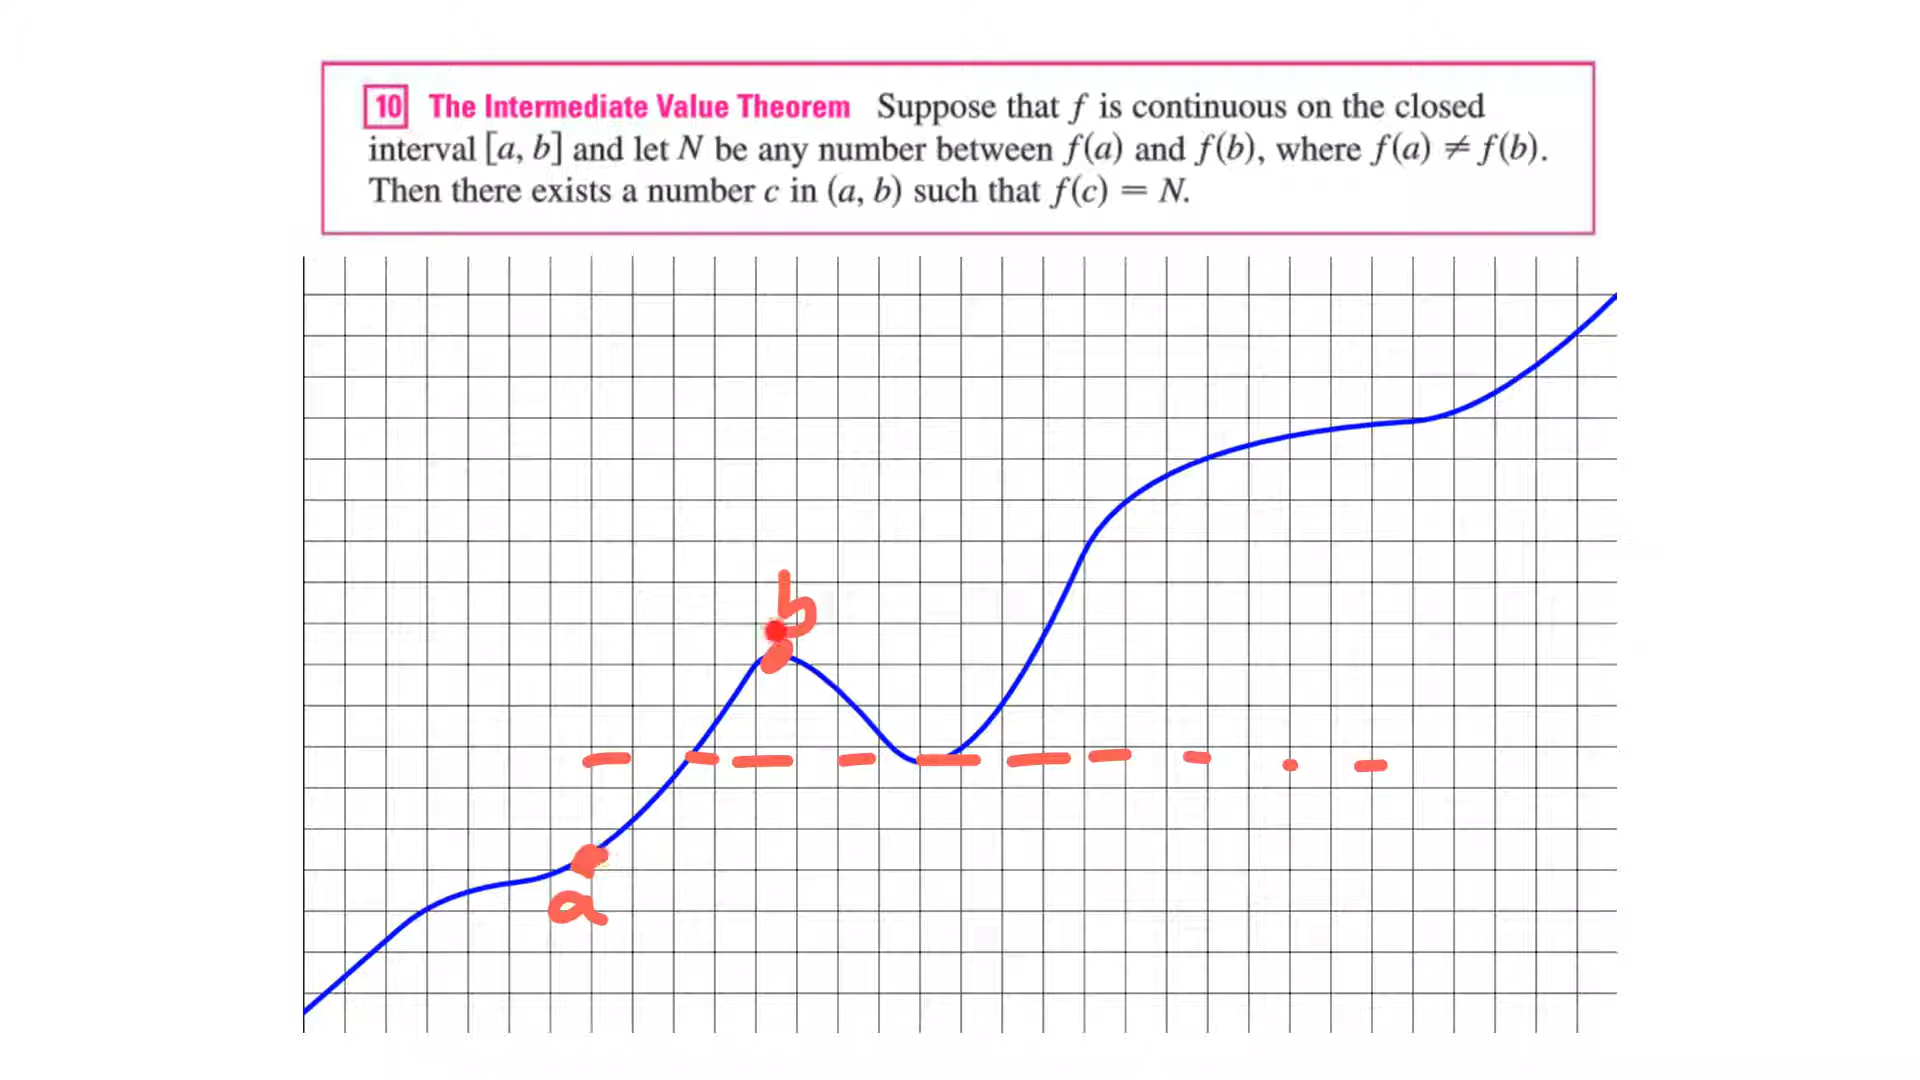 10 The Intermediate Value Theorem Suppose that f is continuous on the closed
interval [a, b] and let N be any number between f(a) and f(b), where f(a) ≠ f(b).
Then there exists a number c in (a, b) such that f(c) = N.
b
a